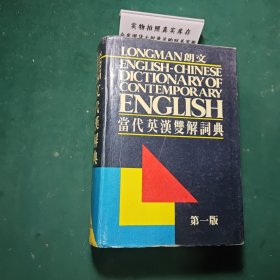 实物拍照真实库存
LONGMAN 朗文
ENGLISH-CHINESE
DICTIONARY OF
CONTEMPORARY
ENGLISH
當代英漢雙解詞典
第一版